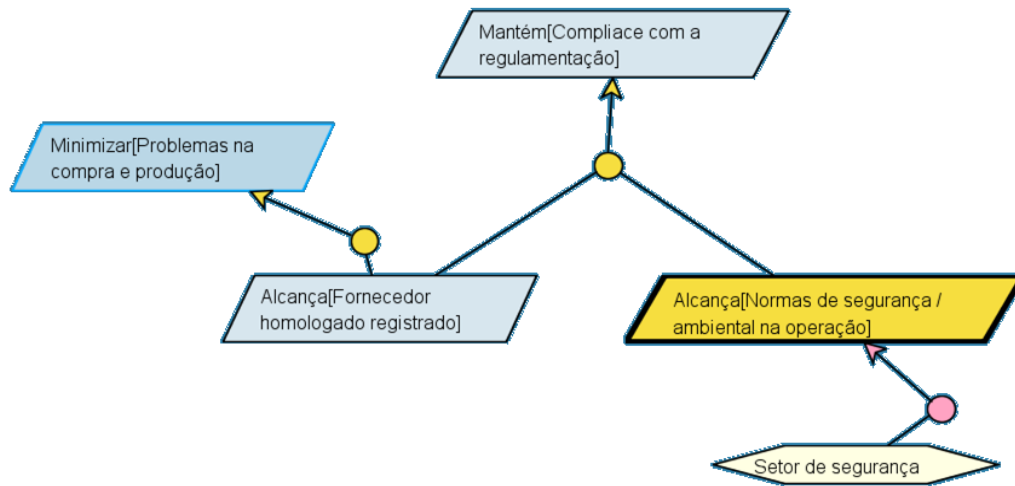 Mantém[Compliace com a
regulamentação]
Minimizar[Problemas na
compra e produção]
Alcança[Fornecedor
homologado registrado]
Alcança[Normas de segurança /
ambiental na operação]
Setor de segurança